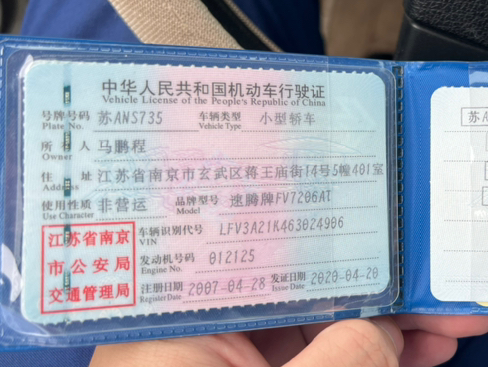 中华人民共和国机动车行驶证
Vehicle License of the People's Republic of China
号牌号码 苏ANS735 车辆类型 小型轿车
Plate No. Vehicle Type
所有人 马鹏程
Owner
住址 江苏省南京市玄武区蒋王庙街14号5幢401室
Address
使用性质 非营运 品牌型号 速腾牌FV7206AT
Use Character Model
车辆识别代号 LFV3A21K463024906
VIN
发动机号码 012125
Engine No.
注册日期 2007-04-28 发证日期 2020-04-20
Register Date Issue Date
江苏省南京
市公安局
交通管理局
苏A